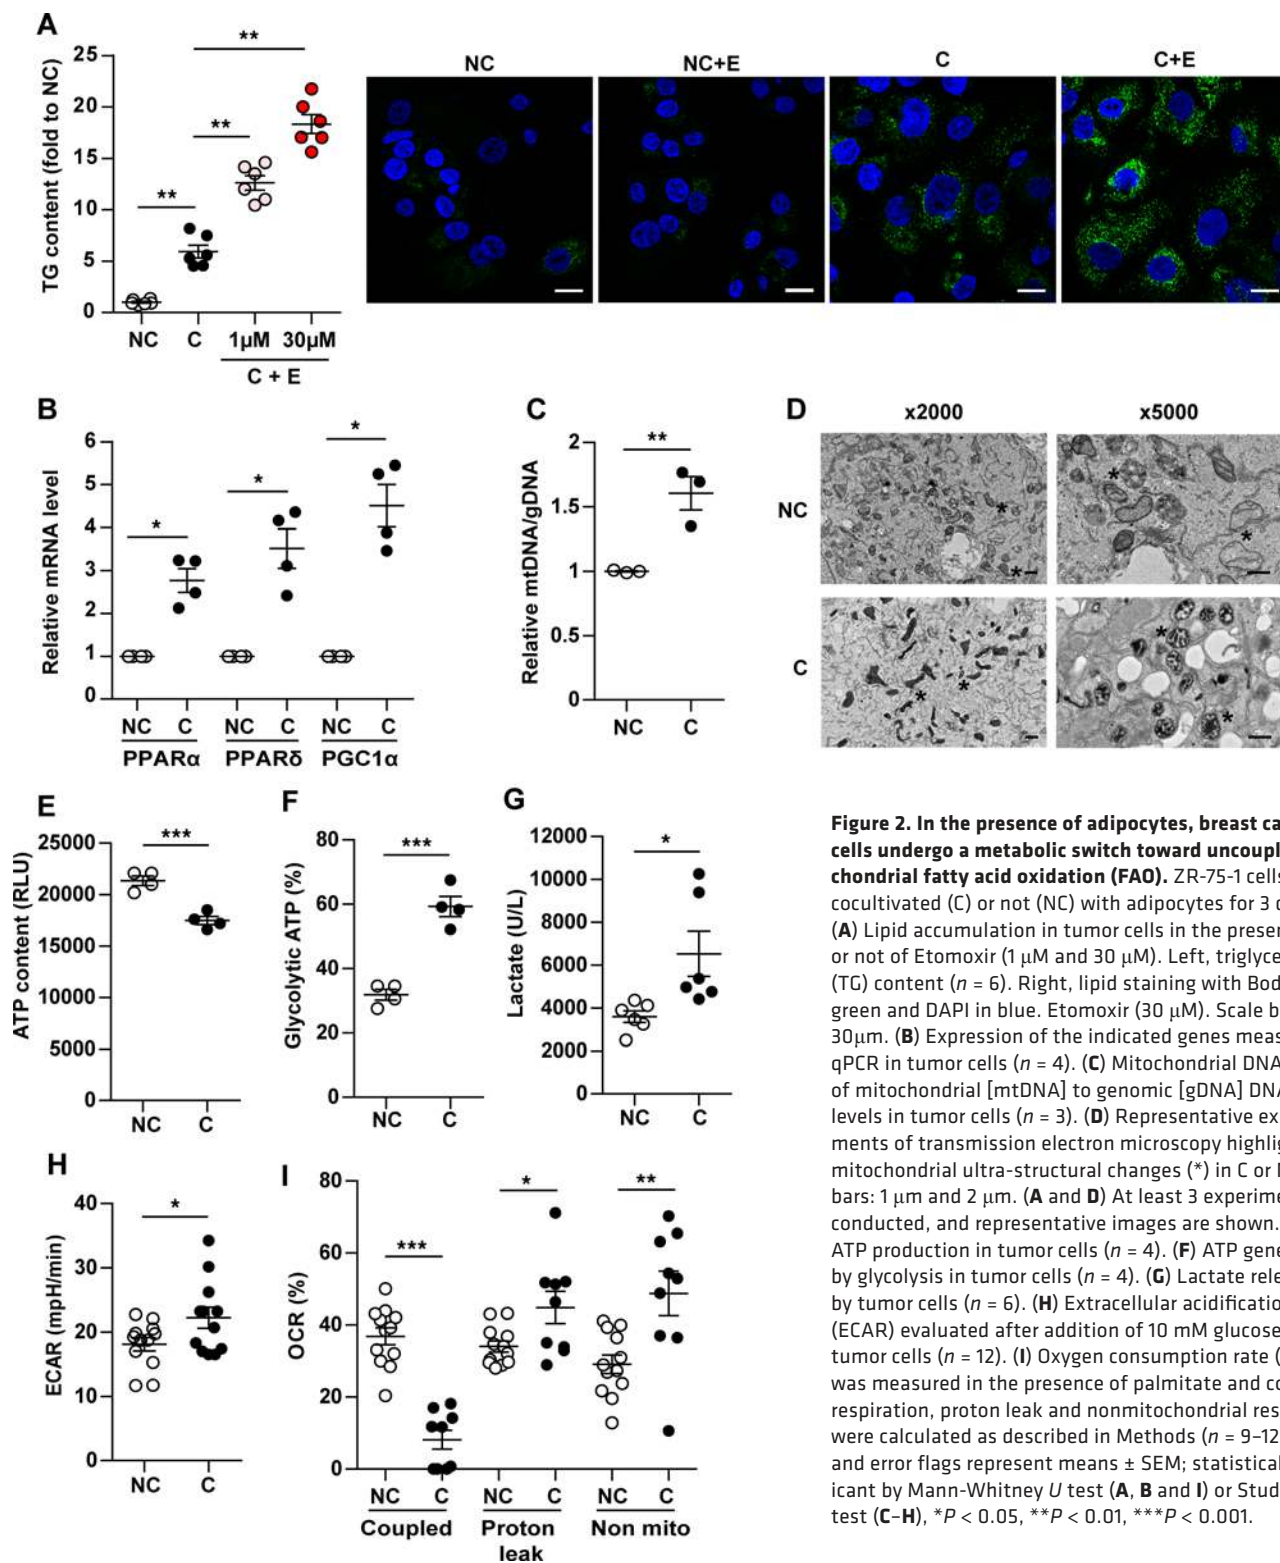 A
TG content (fold to NC)
25
20
15
10
5
0
**
**
**
NC
C
1µM
30µM
C + E
NC
NC+E
C
C+E
B
Relative mRNA level
6
5
4
3
2
1
0
*
*
*
NC C NC C NC C
PPARα PPARδ PGC1α
C
Relative mtDNA/gDNA
2
1.5
1
0.5
0
**
NC C
D
x2000
x5000
NC
* * * *
C
* * * *
E
ATP content (RLU)
25000
20000
15000
10000
5000
0
***
NC C
F
Glycolytic ATP (%)
80
60
40
20
0
***
NC C
G
Lactate (U/L)
12000
10000
8000
6000
4000
2000
0
*
NC C
H
ECAR (mpH/min)
40
30
20
10
0
*
NC C
I
OCR (%)
80
60
40
20
0
***
*
**
NC C NC C NC C
Coupled Proton Non mito
leak
Figure 2. In the presence of adipocytes, breast ca
cells undergo a metabolic switch toward uncoupl
chondrial fatty acid oxidation (FAO). ZR-75-1 cells
cocultivated (C) or not (NC) with adipocytes for 3 d
(A) Lipid accumulation in tumor cells in the presen
or not of Etomoxir (1 µM and 30 µM). Left, triglyce
(TG) content (n = 6). Right, lipid staining with Bod
green and DAPI in blue. Etomoxir (30 µM). Scale b
30µm. (B) Expression of the indicated genes meas
qPCR in tumor cells (n = 4). (C) Mitochondrial DNA
of mitochondrial [mtDNA] to genomic [gDNA] DNA
levels in tumor cells (n = 3). (D) Representative ex
ments of transmission electron microscopy highlig
mitochondrial ultra-structural changes (*) in C or
bars: 1 µm and 2 µm. (A and D) At least 3 experime
conducted, and representative images are shown.
ATP production in tumor cells (n = 4). (F) ATP gene
by glycolysis in tumor cells (n = 4). (G) Lactate rele
by tumor cells (n = 6). (H) Extracellular acidificatio
(ECAR) evaluated after addition of 10 mM glucose
tumor cells (n = 12). (I) Oxygen consumption rate (
was measured in the presence of palmitate and co
respiration, proton leak and nonmitochondrial res
were calculated as described in Methods (n = 9–12
and error flags represent means ± SEM; statistical
icant by Mann-Whitney U test (A, B and I) or Stud
test (C–H), *P < 0.05, **P < 0.01, ***P < 0.001.